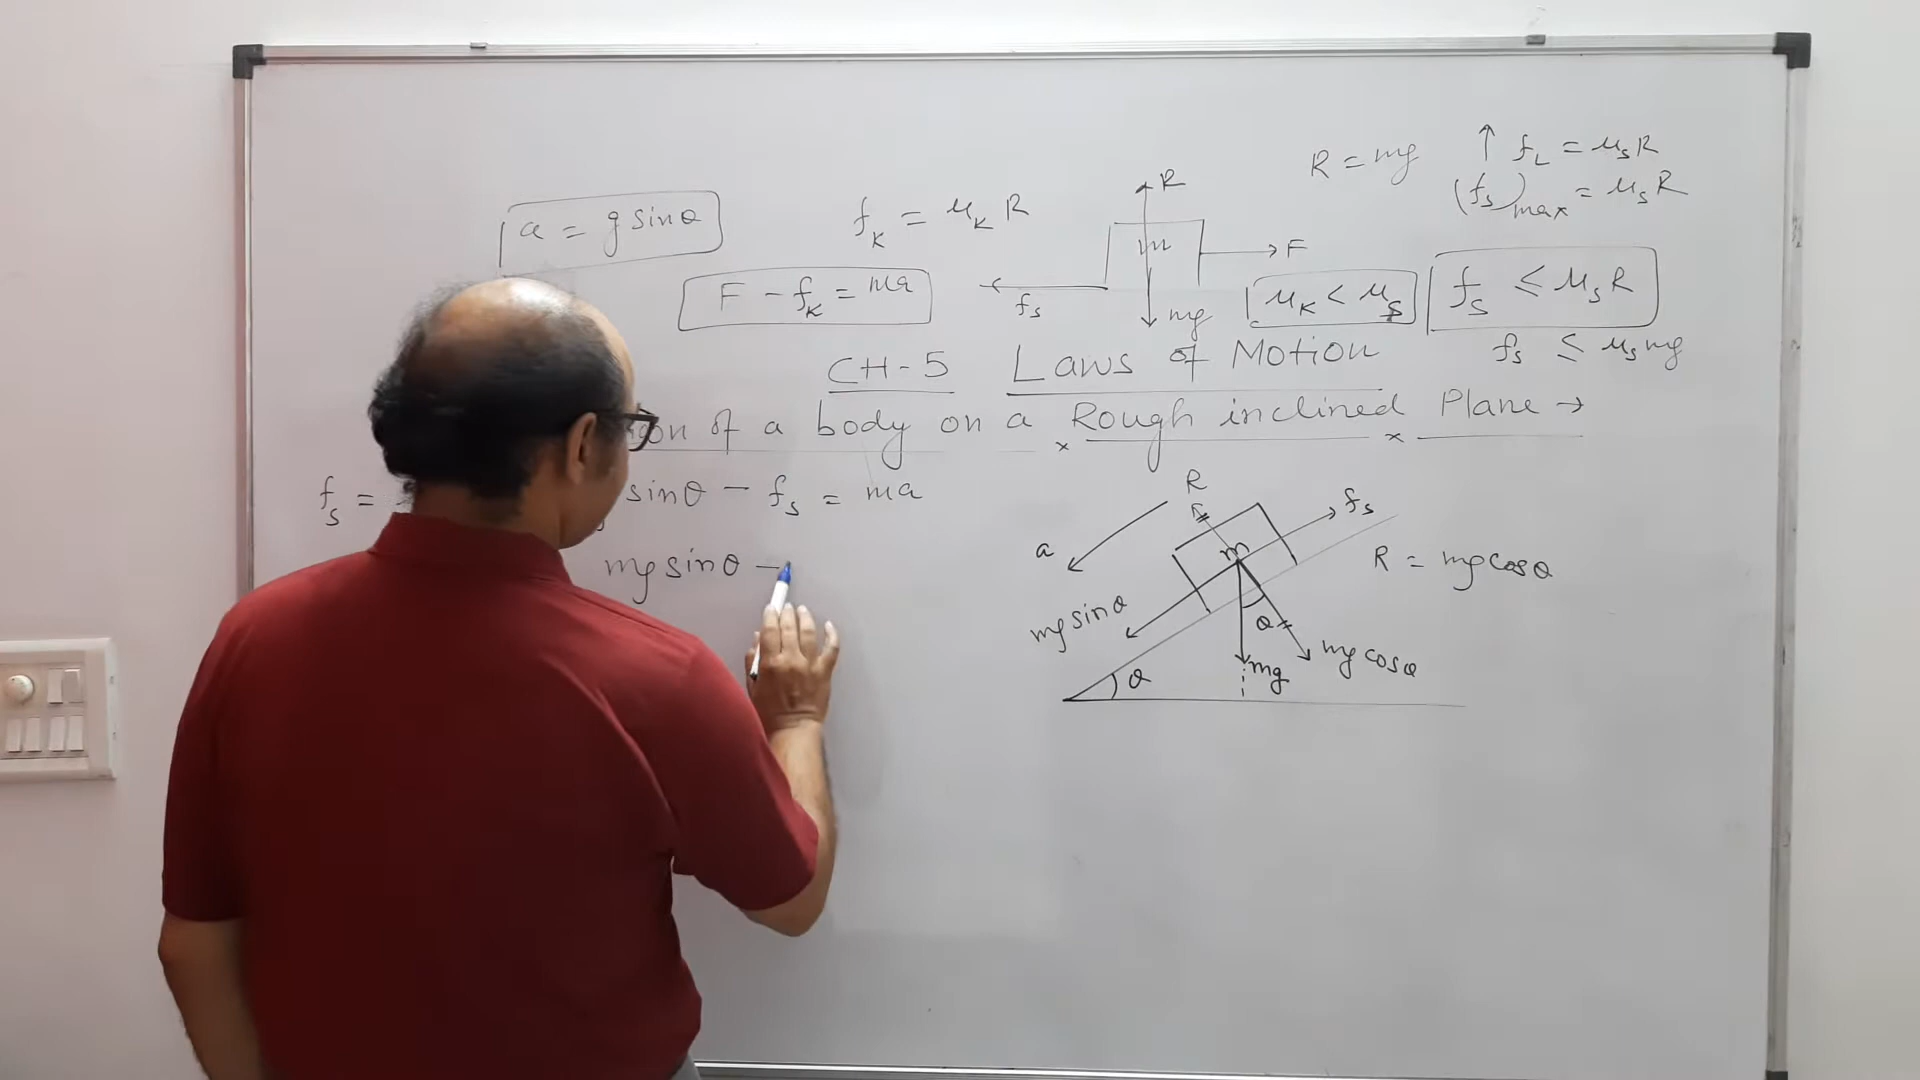 R = mg
↑ f_L = μ_s R
(f_s)_max = μ_s R
a = g sinθ
f_K = μ_K R
R
m
F
f_s
mg
F - f_K = ma
μ_K < μ_s
f_s ≤ μ_s R
f_s ≤ μ_s mg
CH-5 Laws of Motion
of a body on a Rough inclined Plane →
f_s =
sinθ - f_s = ma
mg sinθ -
R
f_s
a
m
R = mg cosθ
mg sinθ
θ
mg cosθ
mg
θ